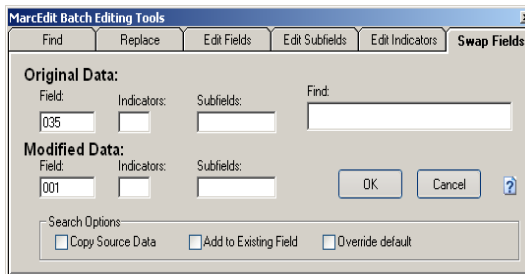 MarcEdit Batch Editing Tools
Find Replace Edit Fields Edit Subfields Edit Indicators Swap Fields
Original Data:
Field: Indicators: Subfields: Find:
035
Modified Data:
Field: Indicators: Subfields:
001 OK Cancel ?
Search Options
Copy Source Data Add to Existing Field Override default